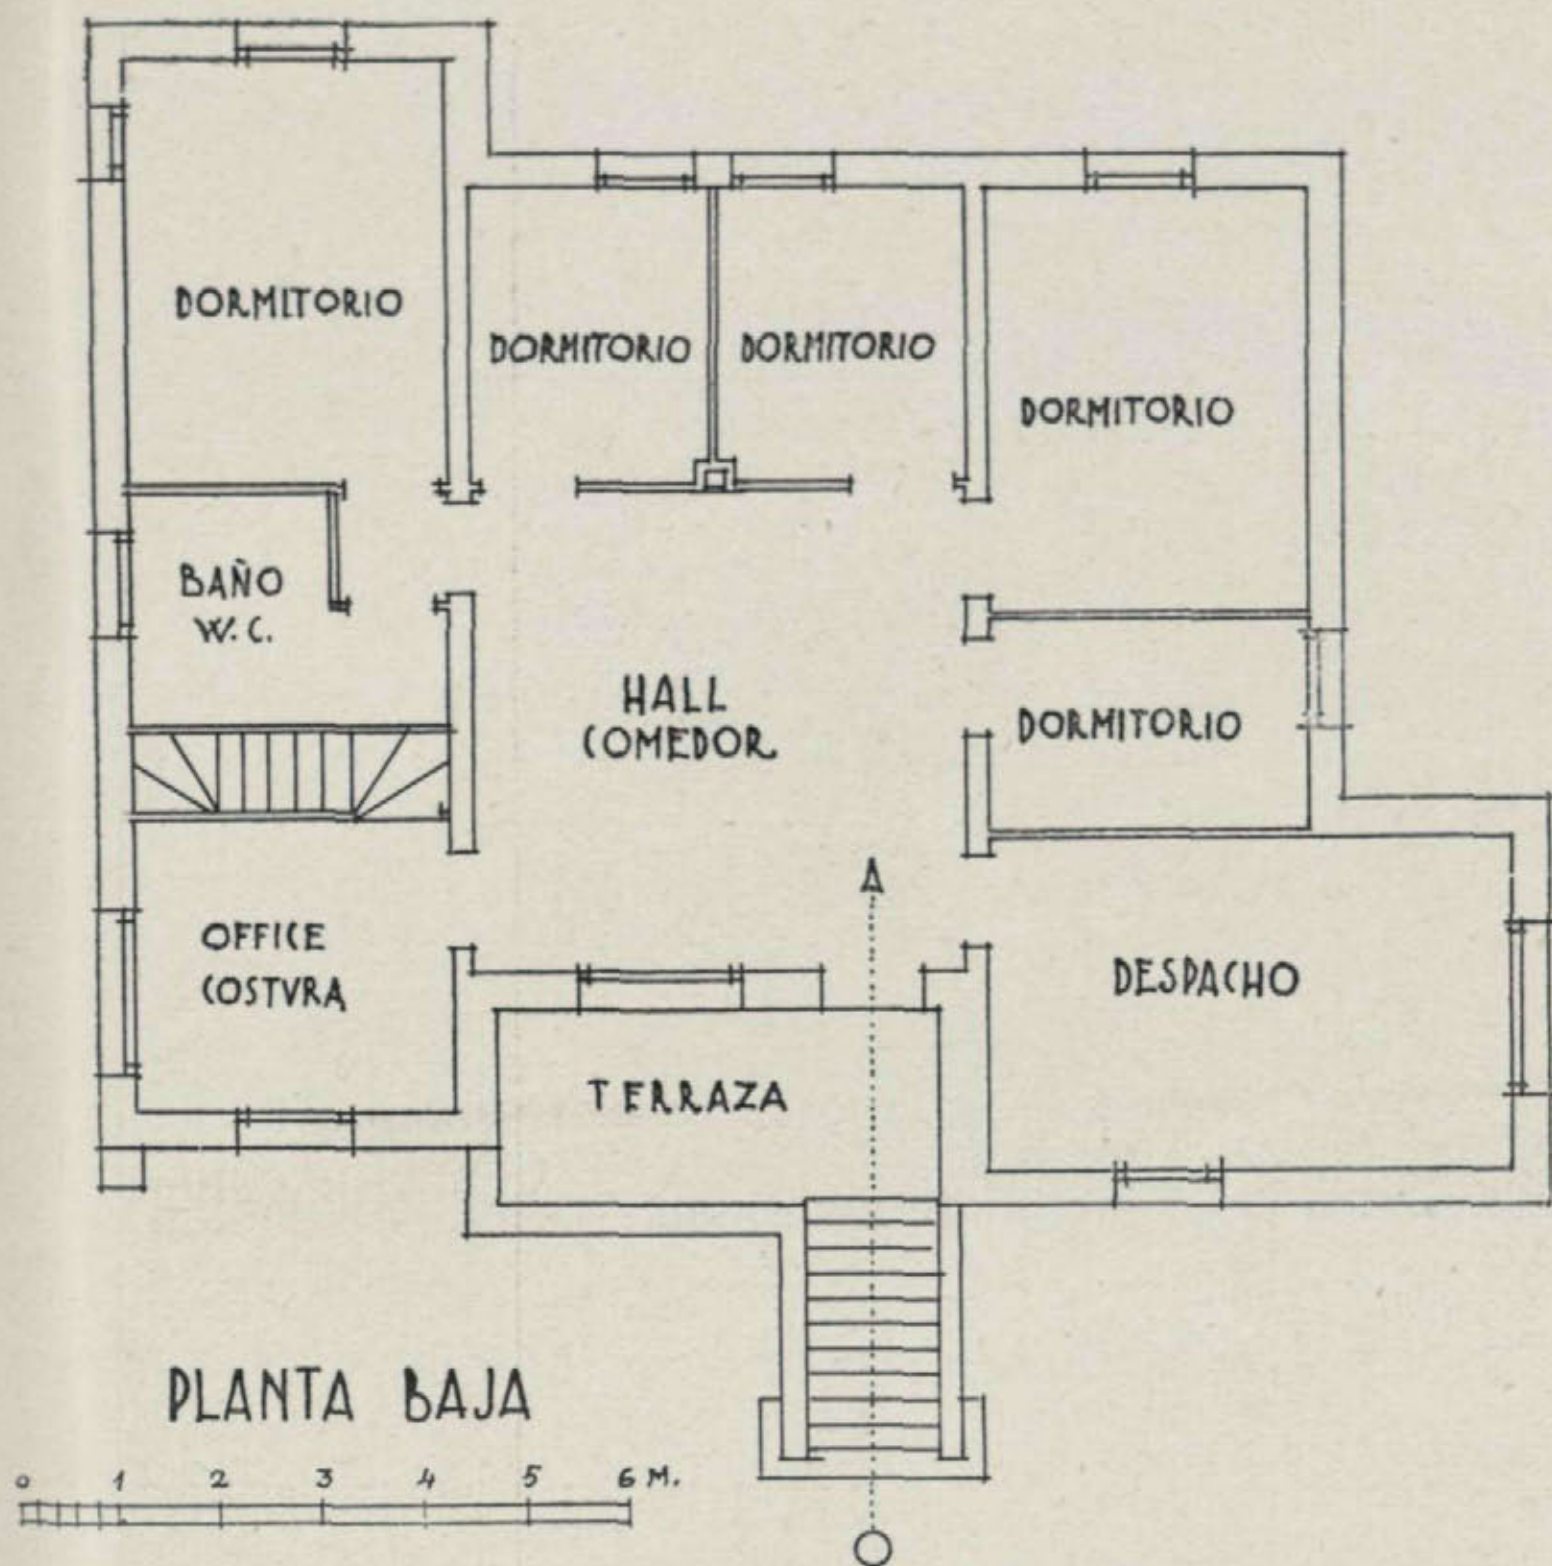 DORMITORIO
DORMITORIO
DORMITORIO
DORMITORIO
BAÑO
W.C.
HALL
COMEDOR
DORMITORIO
OFFICE
COSTVRA
DESPACHO
TERRAZA
PLANTA BAJA
0 1 2 3 4 5 6 M.